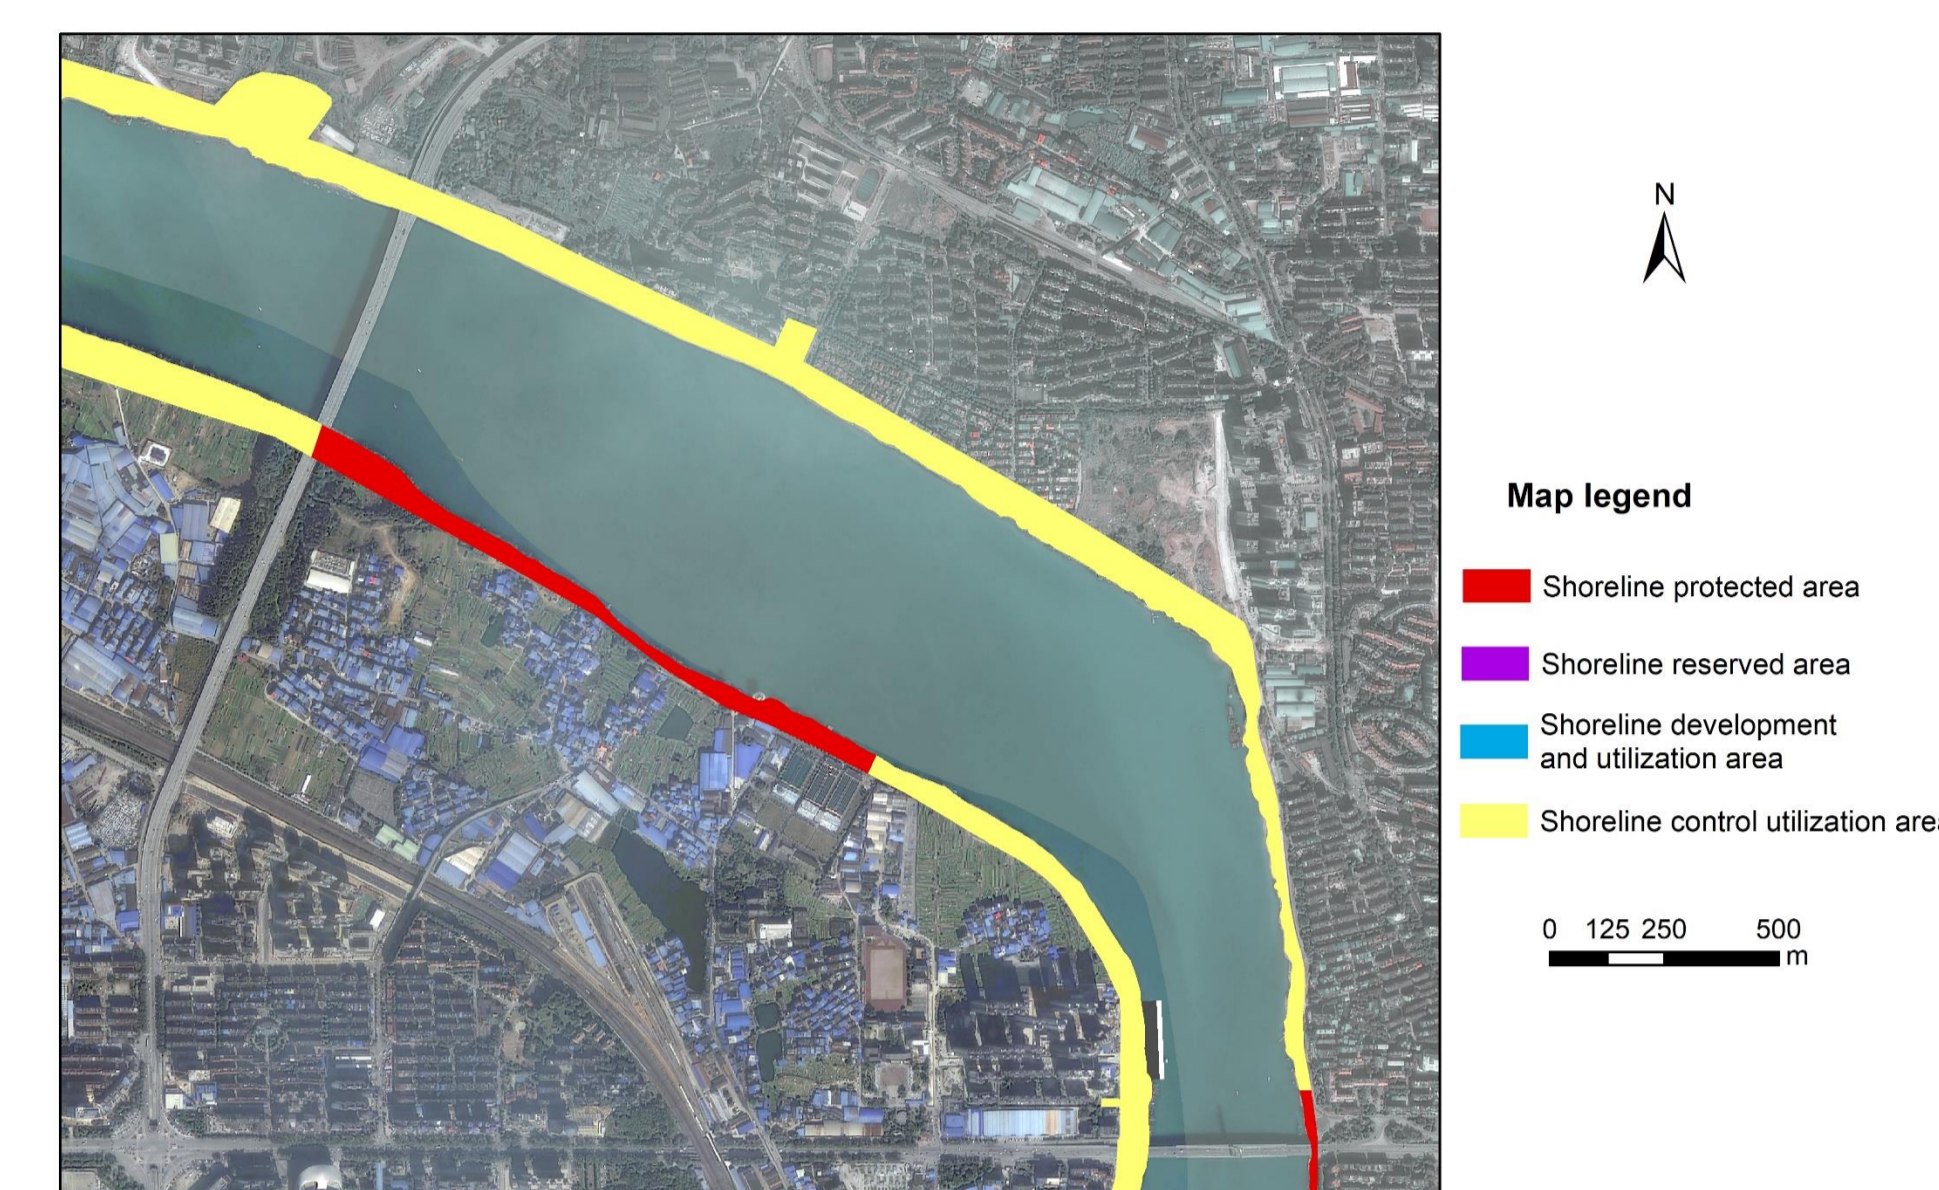 N
Map legend
Shoreline protected area
Shoreline reserved area
Shoreline development
and utilization area
Shoreline control utilization are
0 125 250 500
m